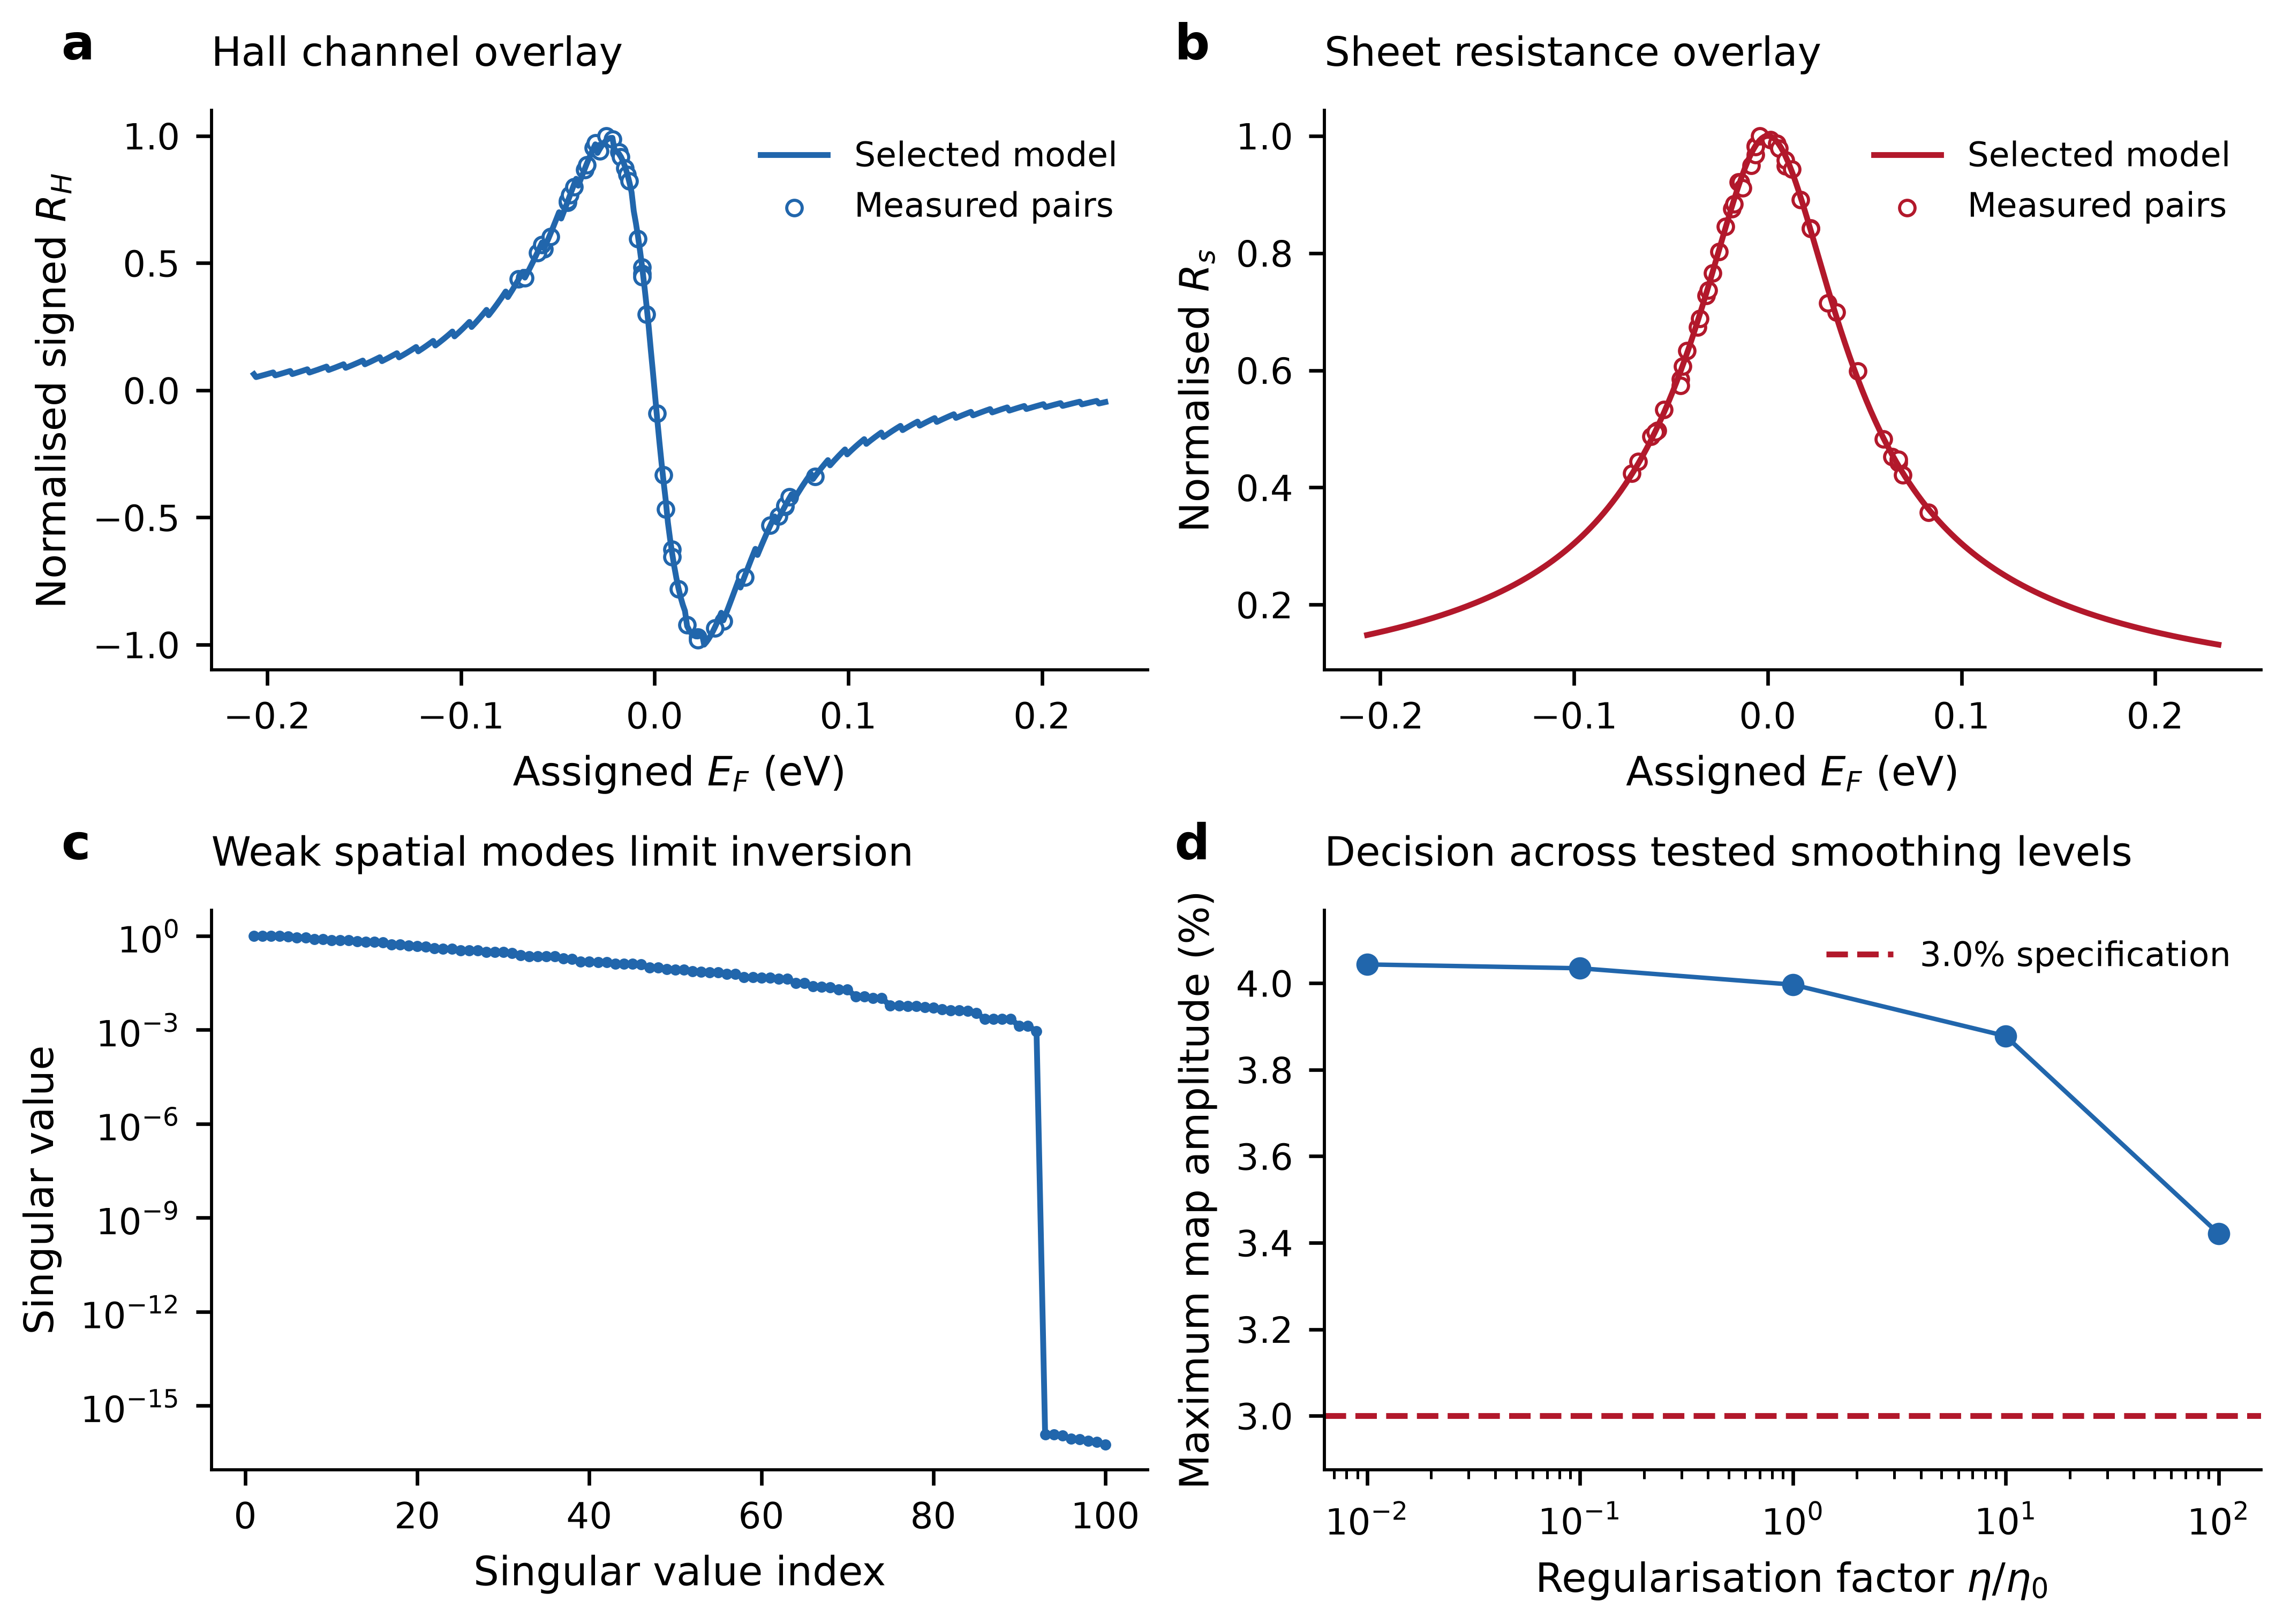 a
Hall channel overlay
Normalised signed R_H
1.0
0.5
0.0
−0.5
−1.0
Selected model
Measured pairs
−0.2 −0.1 0.0 0.1 0.2
Assigned E_F (eV)
b
Sheet resistance overlay
Normalised R_s
1.0
0.8
0.6
0.4
0.2
Selected model
Measured pairs
−0.2 −0.1 0.0 0.1 0.2
Assigned E_F (eV)
c
Weak spatial modes limit inversion
Singular value
10^0
10^−3
10^−6
10^−9
10^−12
10^−15
0 20 40 60 80 100
Singular value index
d
Decision across tested smoothing levels
Maximum map amplitude (%)
4.0
3.8
3.6
3.4
3.2
3.0
3.0% specification
10^−2 10^−1 10^0 10^1 10^2
Regularisation factor η/η_0